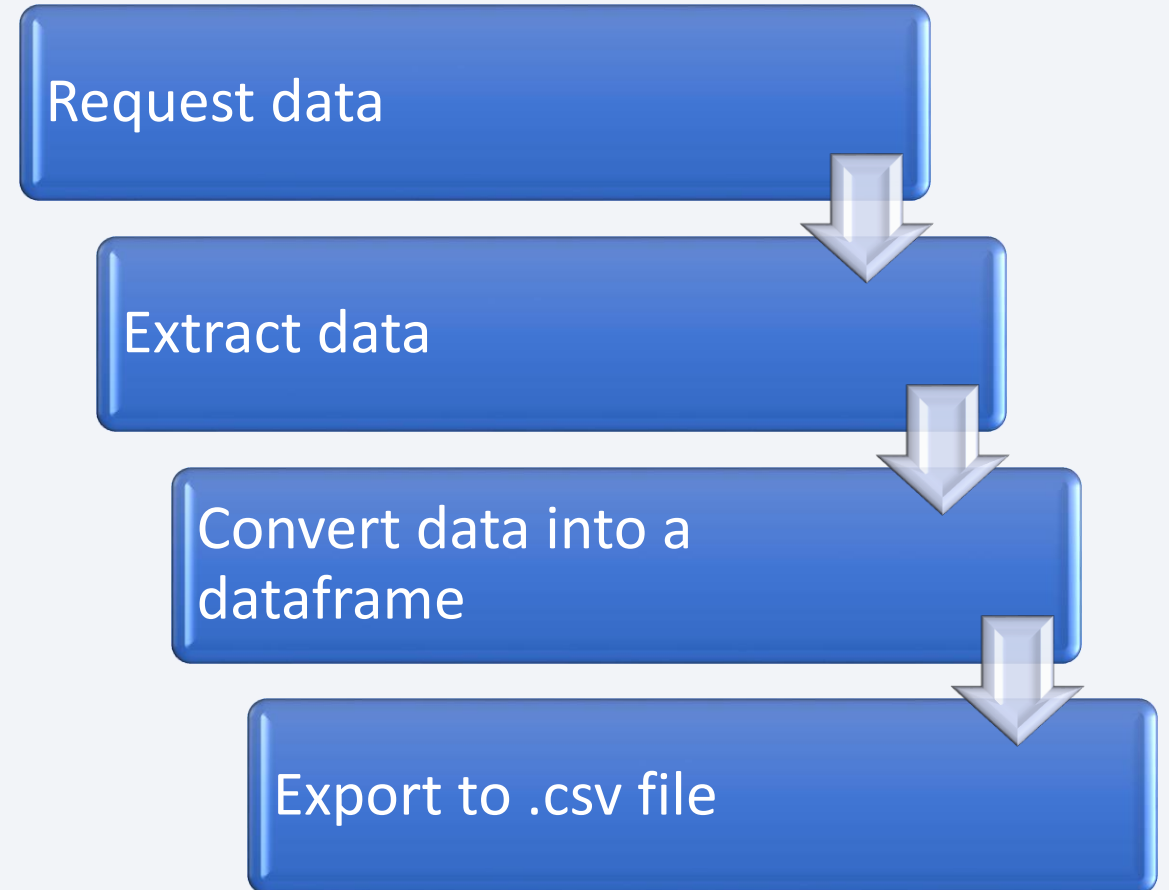 Request data
Extract data
Convert data into a
dataframe
Export to .csv file